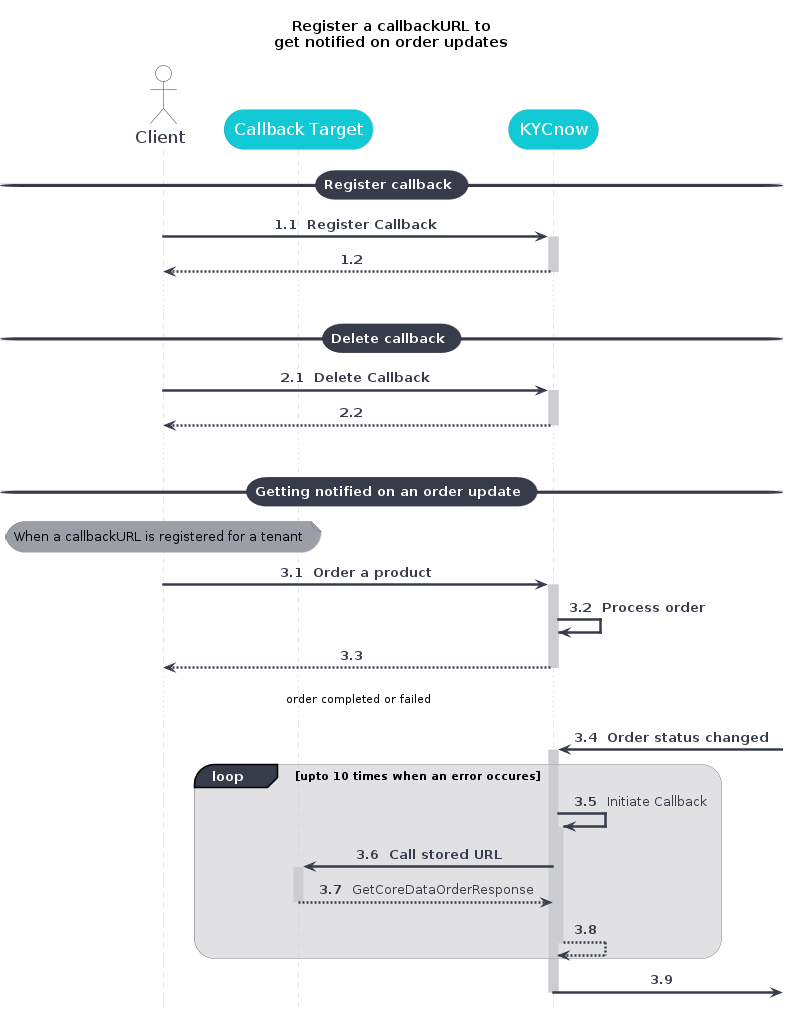 Register a callbackURL to
get notified on order updates
Client
Callback Target
KYCnow
Register callback
1.1 Register Callback
1.2
Delete callback
2.1 Delete Callback
2.2
Getting notified on an order update
When a callbackURL is registered for a tenant
3.1 Order a product
3.2 Process order
3.3
order completed or failed
3.4 Order status changed
loop [upto 10 times when an error occures]
3.5 Initiate Callback
3.6 Call stored URL
3.7 GetCoreDataOrderResponse
3.8
3.9